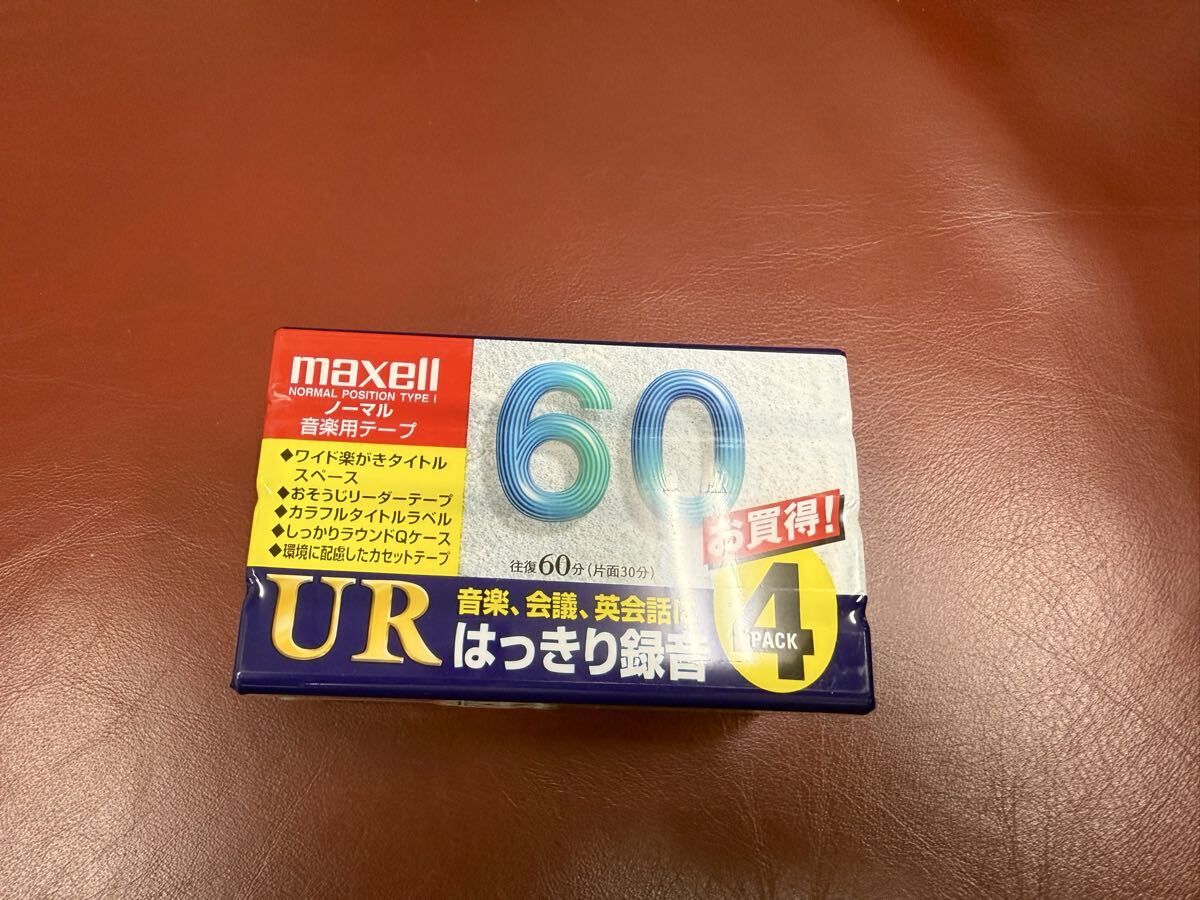 maxell
NORMAL POSITION TYPE I
ノーマル
音楽用テープ
◆ワイド楽がきタイトル
スペース
◆おそうじリーダーテープ
◆カラフルタイトルラベル
◆しっかりラウンドQケース
◆環境に配慮したカセットテープ
60
往復60分(片面30分)
お買得!
4
PACK
UR
音楽、会議、英会話に
はっきり録音